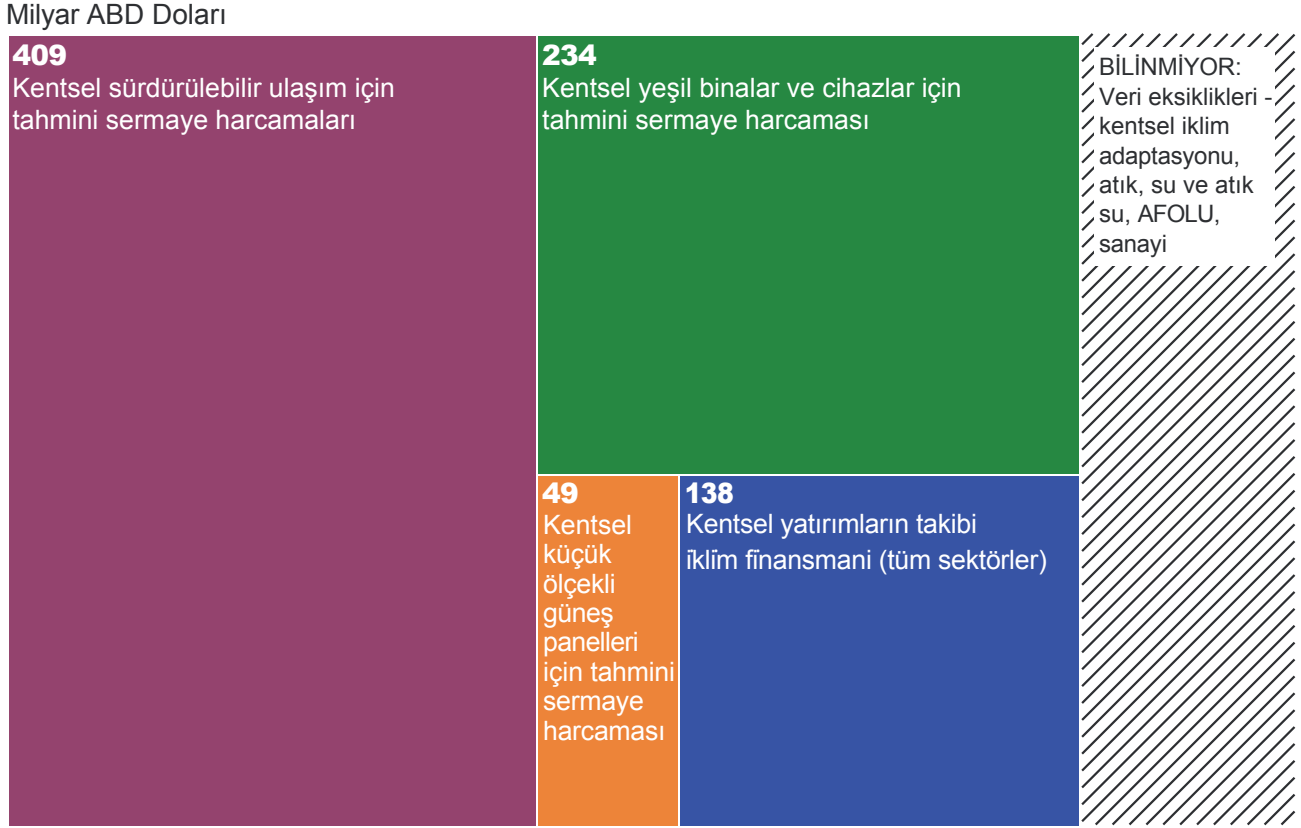 Milyar ABD Doları
409
Kentsel sürdürülebilir ulaşım için
tahmini sermaye harcamaları
234
Kentsel yeşil binalar ve cihazlar için
tahmini sermaye harcaması
BİLİNMİYOR:
Veri eksiklikleri -
kentsel iklim
adaptasyonu,
atık, su ve atık
su, AFOLU,
sanayi
49
Kentsel
küçük
ölçekli
güneş
panelleri
için tahmini
sermaye
harcaması
138
Kentsel yatırımların takibi
iklim finansmani (tüm sektörler)